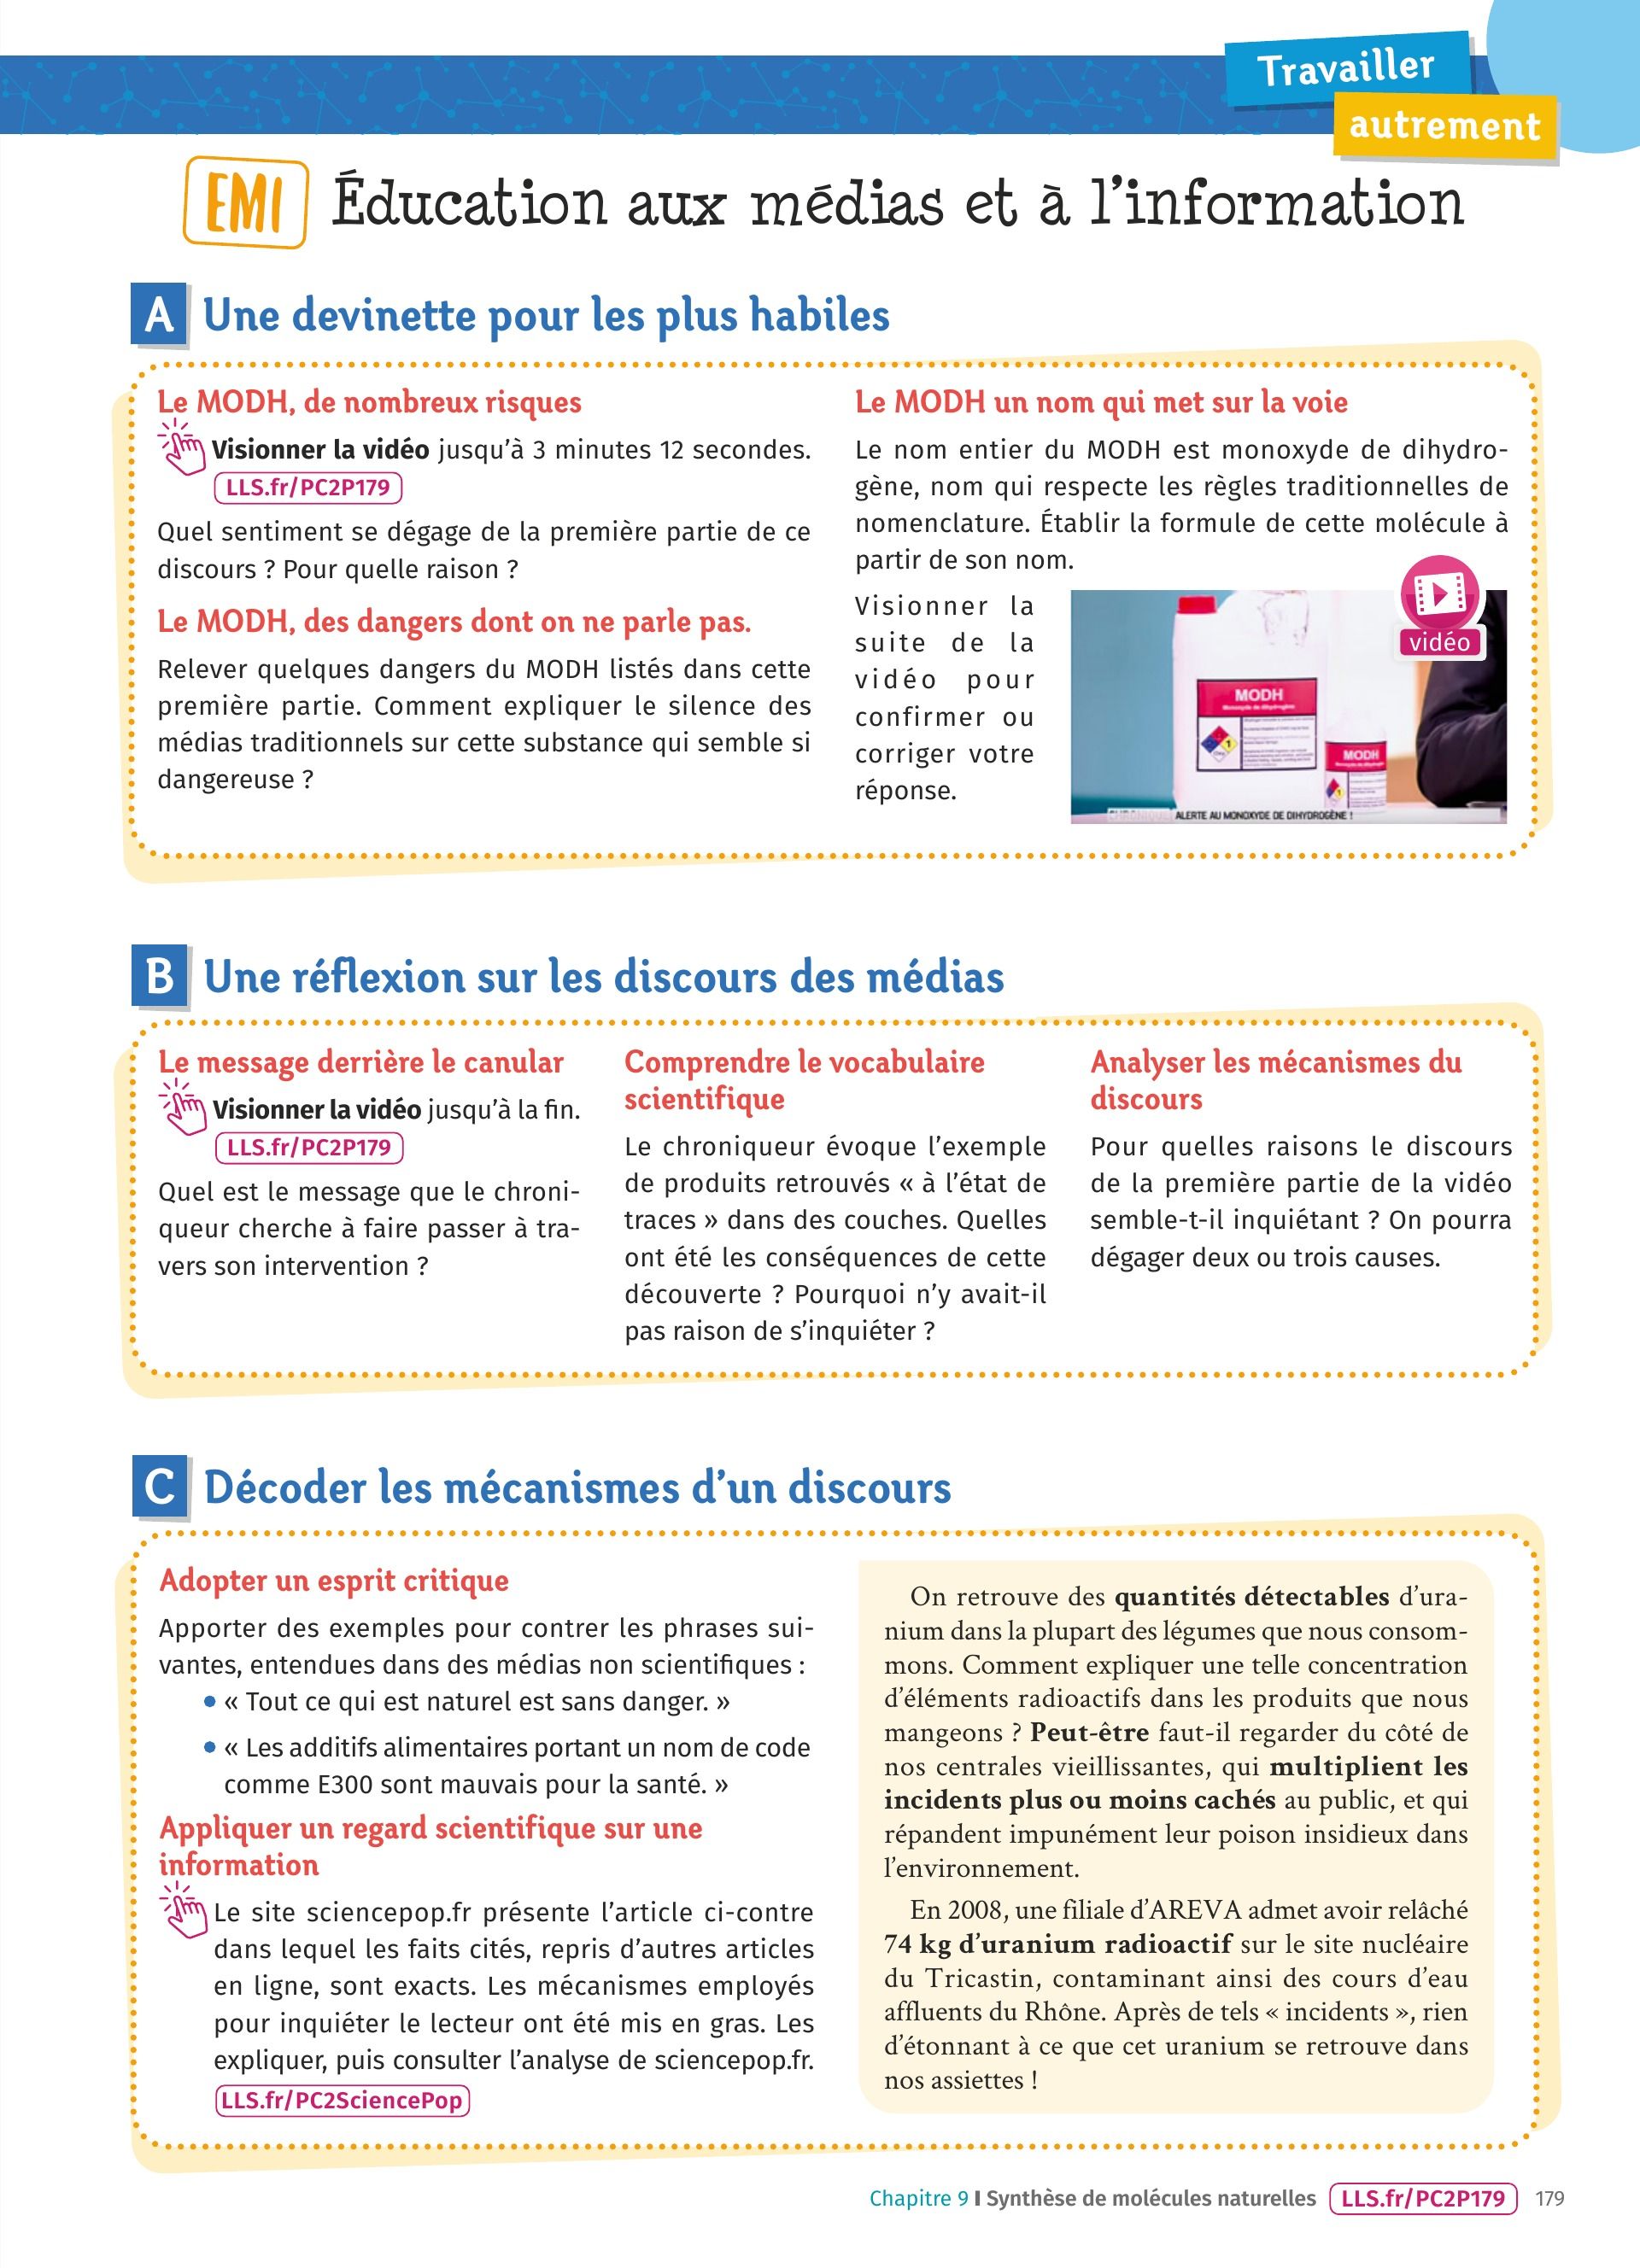 Travailler
autrement
EMI Éducation aux médias et à l'information
A Une devinette pour les plus habiles
Le MODH, de nombreux risques
Visionner la vidéo jusqu'à 3 minutes 12 secondes.
LLS.fr/PC2P179
Quel sentiment se dégage de la première partie de ce
discours ? Pour quelle raison ?
Le MODH, des dangers dont on ne parle pas.
Relever quelques dangers du MODH listés dans cette
première partie. Comment expliquer le silence des
médias traditionnels sur cette substance qui semble si
dangereuse ?
Le MODH un nom qui met sur la voie
Le nom entier du MODH est monoxyde de dihydro-
gène, nom qui respecte les règles traditionnelles de
nomenclature. Établir la formule de cette molécule à
partir de son nom.
Visionner la
suite de la
vidéo pour
confirmer ou
corriger votre
réponse.
vidéo
MODH
Monoxyde de dihydrogène
1
MODH
1
CHRONIQUE ALERTE AU MONOXYDE DE DIHYDROGÈNE !
B Une réflexion sur les discours des médias
Le message derrière le canular
Visionner la vidéo jusqu'à la fin.
LLS.fr/PC2P179
Quel est le message que le chroni-
queur cherche à faire passer à tra-
vers son intervention ?
Comprendre le vocabulaire
scientifique
Le chroniqueur évoque l'exemple
de produits retrouvés « à l'état de
traces » dans des couches. Quelles
ont été les conséquences de cette
découverte ? Pourquoi n'y avait-il
pas raison de s'inquiéter ?
Analyser les mécanismes du
discours
Pour quelles raisons le discours
de la première partie de la vidéo
semble-t-il inquiétant ? On pourra
dégager deux ou trois causes.
C Décoder les mécanismes d'un discours
Adopter un esprit critique
Apporter des exemples pour contrer les phrases sui-
vantes, entendues dans des médias non scientifiques :
• « Tout ce qui est naturel est sans danger. »
• « Les additifs alimentaires portant un nom de code
comme E300 sont mauvais pour la santé. »
Appliquer un regard scientifique sur une
information
Le site sciencepop.fr présente l'article ci-contre
dans lequel les faits cités, repris d'autres articles
en ligne, sont exacts. Les mécanismes employés
pour inquiéter le lecteur ont été mis en gras. Les
expliquer, puis consulter l'analyse de sciencepop.fr.
LLS.fr/PC2SciencePop
On retrouve des quantités détectables d'ura-
nium dans la plupart des légumes que nous consom-
mons. Comment expliquer une telle concentration
d'éléments radioactifs dans les produits que nous
mangeons ? Peut-être faut-il regarder du côté de
nos centrales vieillissantes, qui multiplient les
incidents plus ou moins cachés au public, et qui
répandent impunément leur poison insidieux dans
l'environnement.
En 2008, une filiale d'AREVA admet avoir relâché
74 kg d'uranium radioactif sur le site nucléaire
du Tricastin, contaminant ainsi des cours d'eau
affluents du Rhône. Après de tels « incidents », rien
d'étonnant à ce que cet uranium se retrouve dans
nos assiettes !
Chapitre 9 I Synthèse de molécules naturelles LLS.fr/PC2P179 179